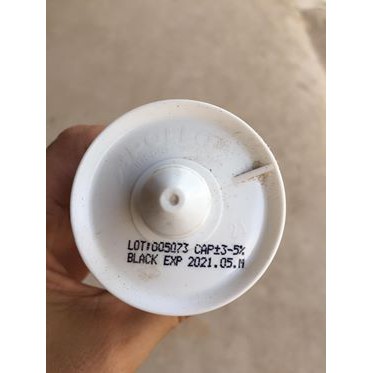 LOT:G05073 CAP±3-5%
BLACK EXP 2021.05.N